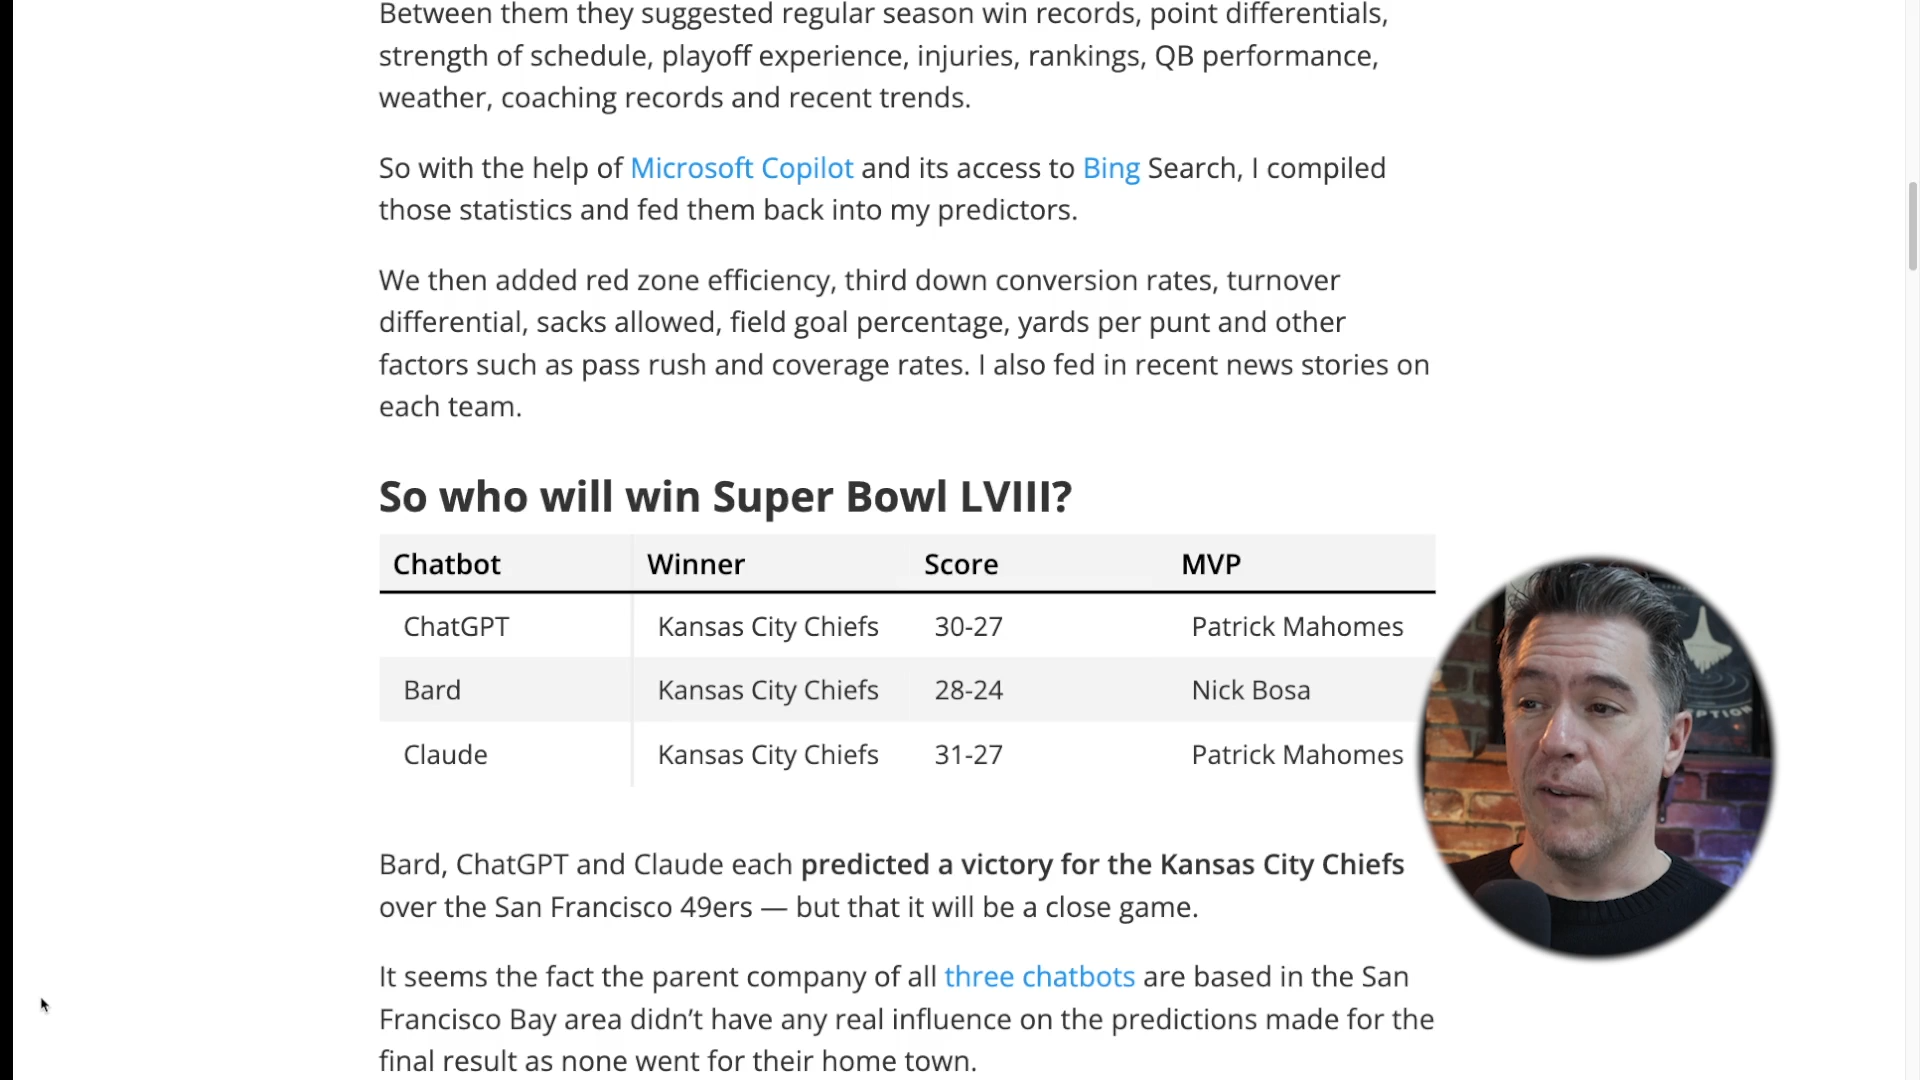 Between them they suggested regular season win records, point differentials,
strength of schedule, playoff experience, injuries, rankings, QB performance,
weather, coaching records and recent trends.
So with the help of Microsoft Copilot and its access to Bing Search, I compiled
those statistics and fed them back into my predictors.
We then added red zone efficiency, third down conversion rates, turnover
differential, sacks allowed, field goal percentage, yards per punt and other
factors such as pass rush and coverage rates. I also fed in recent news stories on
each team.
So who will win Super Bowl LVIII?
Chatbot Winner Score MVP
ChatGPT Kansas City Chiefs 30-27 Patrick Mahomes
Bard Kansas City Chiefs 28-24 Nick Bosa
Claude Kansas City Chiefs 31-27 Patrick Mahomes
Bard, ChatGPT and Claude each predicted a victory for the Kansas City Chiefs
over the San Francisco 49ers — but that it will be a close game.
It seems the fact the parent company of all three chatbots are based in the San
Francisco Bay area didn’t have any real influence on the predictions made for the
final result as none went for their home town.